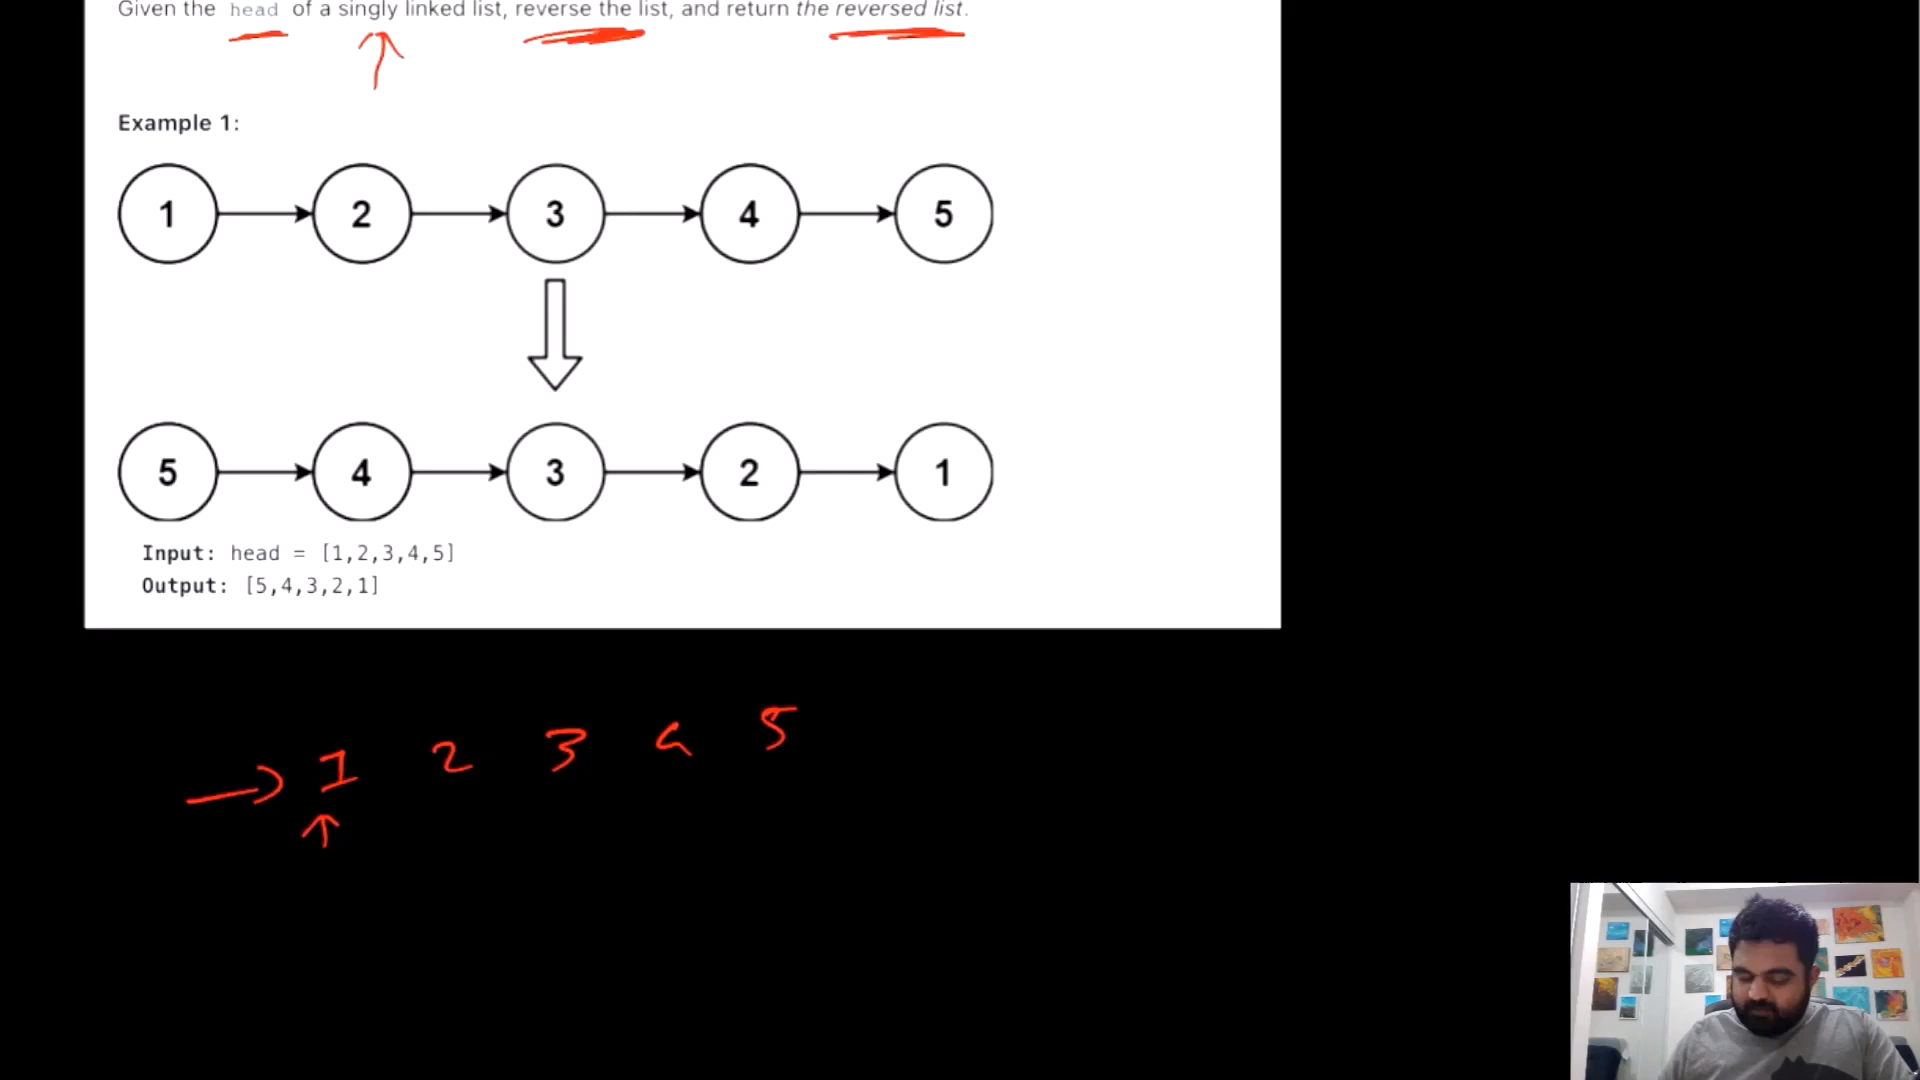 Given the head of a singly linked list, reverse the list, and return the reversed list.
Example 1:
1 2 3 4 5
5 4 3 2 1
Input: head = [1,2,3,4,5]
Output: [5,4,3,2,1]
1 2 3 4 5